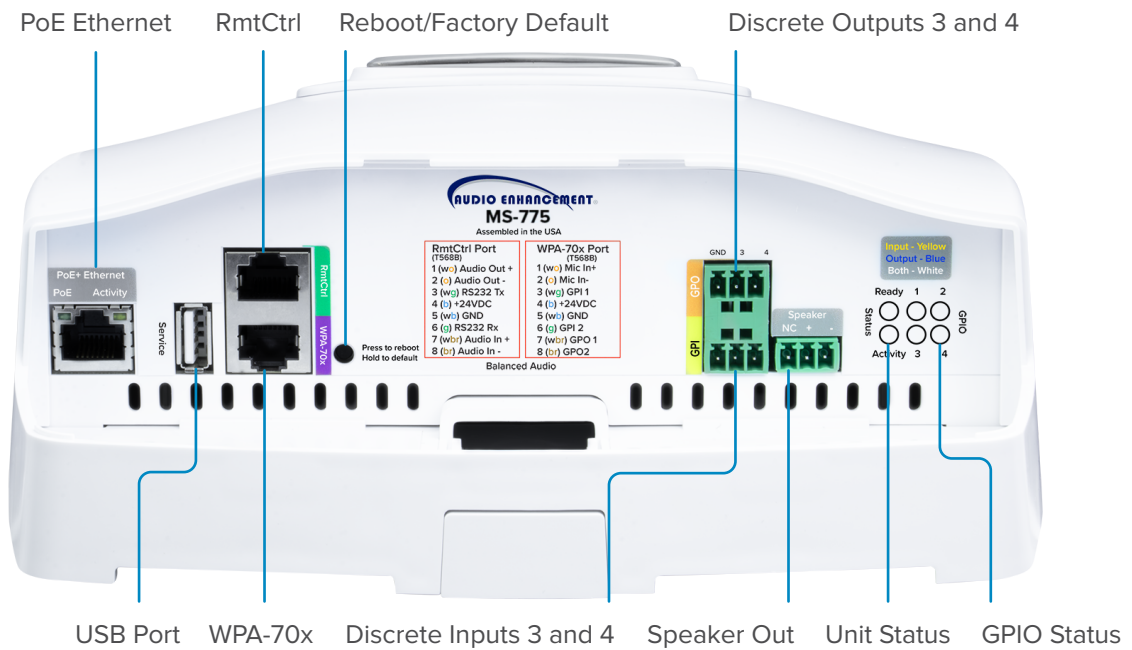 PoE Ethernet
RmtCtrl
Reboot/Factory Default
Discrete Outputs 3 and 4
AUDIO ENHANCEMENT®
MS-775
Assembled in the USA
PoE+ Ethernet
PoE Activity
Service
RmtCtrl
WPA-70x
Press to reboot
Hold to default
RmtCtrl Port
(T568B)
1 (wo) Audio Out +
2 (o) Audio Out -
3 (wg) RS232 Tx
4 (b) +24VDC
5 (wb) GND
6 (g) RS232 Rx
7 (wbr) Audio In +
8 (br) Audio In -
WPA-70x Port
(T568B)
1 (wo) Mic In+
2 (o) Mic In-
3 (wg) GPI 1
4 (b) +24VDC
5 (wb) GND
6 (g) GPI 2
7 (wbr) GPO 1
8 (br) GPO2
Balanced Audio
GND 3 4
GPO
GPI
Speaker
NC + -
Input - Yellow
Output - Blue
Both - White
Ready 1 2
Status
GPIO
Activity 3 4
USB Port
WPA-70x
Discrete Inputs 3 and 4
Speaker Out
Unit Status
GPIO Status